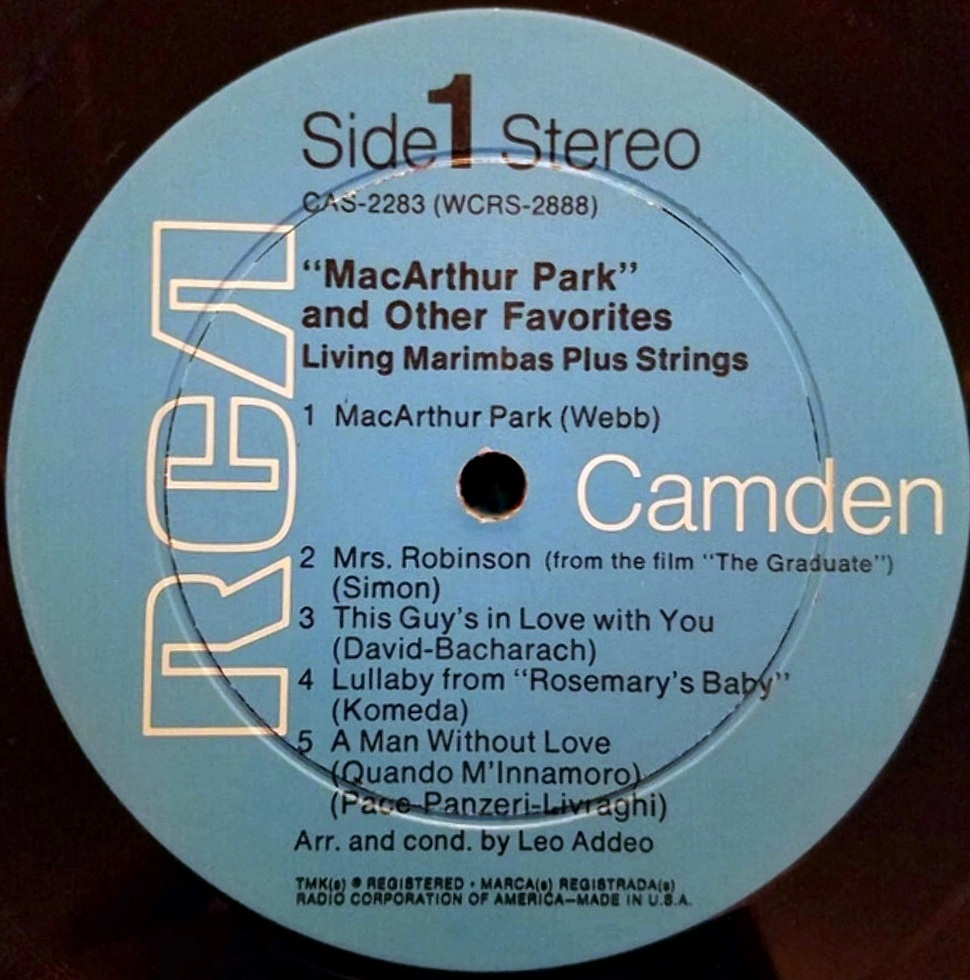 Side 1 Stereo
CAS-2283 (WCRS-2888)
RCA
"MacArthur Park"
and Other Favorites
Living Marimbas Plus Strings
1 MacArthur Park (Webb)
Camden
2 Mrs. Robinson (from the film "The Graduate")
(Simon)
3 This Guy's in Love with You
(David-Bacharach)
4 Lullaby from "Rosemary's Baby"
(Komeda)
5 A Man Without Love
(Quando M'Innamoro)
(Pace-Panzeri-Livraghi)
Arr. and cond. by Leo Addeo
TMK(s) ® REGISTERED • MARCA(s) REGISTRADA(s)
RADIO CORPORATION OF AMERICA—MADE IN U.S.A.